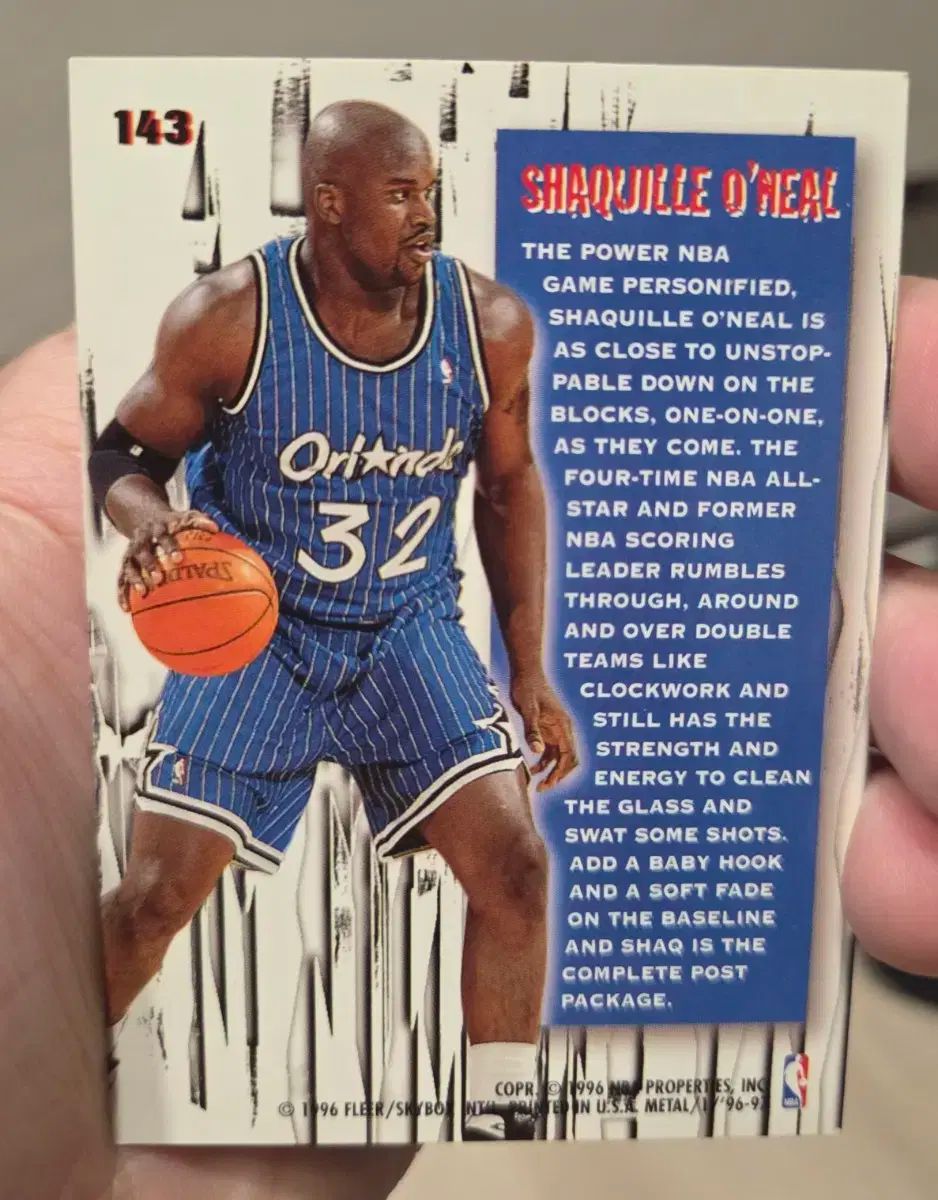 143
SHAQUILLE O'NEAL
THE POWER NBA
GAME PERSONIFIED,
SHAQUILLE O'NEAL IS
AS CLOSE TO UNSTOP-
PABLE DOWN ON THE
BLOCKS, ONE-ON-ONE,
AS THEY COME. THE
FOUR-TIME NBA ALL-
STAR AND FORMER
NBA SCORING
LEADER RUMBLES
THROUGH, AROUND
AND OVER DOUBLE
TEAMS LIKE
CLOCKWORK AND
STILL HAS THE
STRENGTH AND
ENERGY TO CLEAN
THE GLASS AND
SWAT SOME SHOTS.
ADD A BABY HOOK
AND A SOFT FADE
ON THE BASELINE
AND SHAQ IS THE
COMPLETE POST
PACKAGE.
Orlando
32
SPALDING
COPR. © 1996 NBA PROPERTIES, INC
© 1996 FLEER/SKYBOX INT'L. PRINTED IN U.S.A. METAL/1/'96-97
NBA